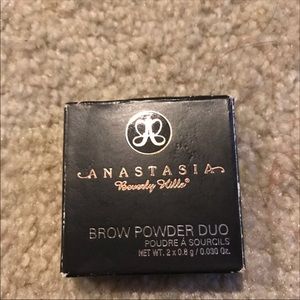 ANASTASIA
Beverly Hills®
BROW POWDER DUO
POUDRE À SOURCILS
NET WT. 2 x 0.8 g / 0.030 Oz.